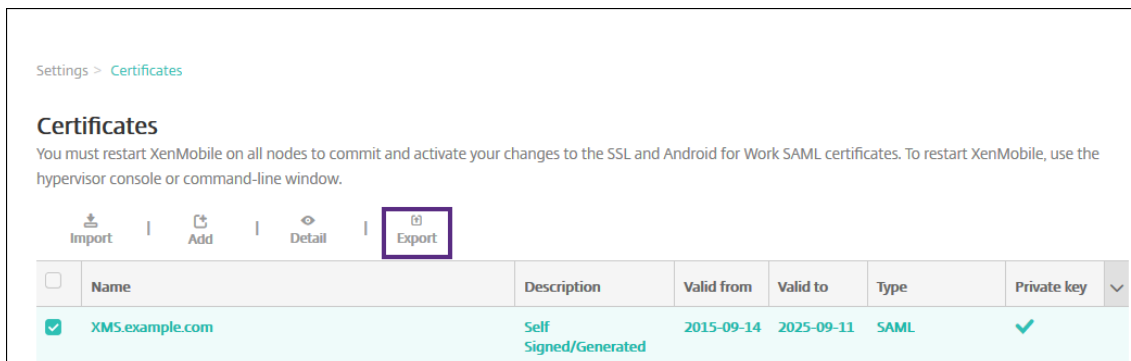 Settings > Certificates
Certificates
You must restart XenMobile on all nodes to commit and activate your changes to the SSL and Android for Work SAML certificates. To restart XenMobile, use the
hypervisor console or command-line window.
Import | Add | Detail | Export
Name Description Valid from Valid to Type Private key
XMS.example.com Self 2015-09-14 2025-09-11 SAML
Signed/Generated